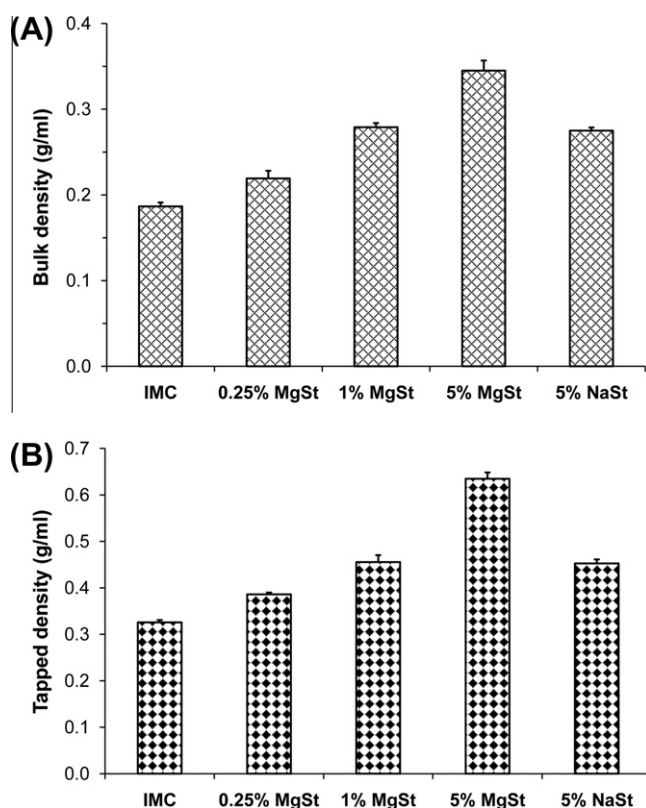 (A)
Bulk density (g/ml)
0.4
0.3
0.2
0.1
0.0
IMC 0.25% MgSt 1% MgSt 5% MgSt 5% NaSt
(B)
Tapped density (g/ml)
0.7
0.6
0.5
0.4
0.3
0.2
0.1
0.0
IMC 0.25% MgSt 1% MgSt 5% MgSt 5% NaSt